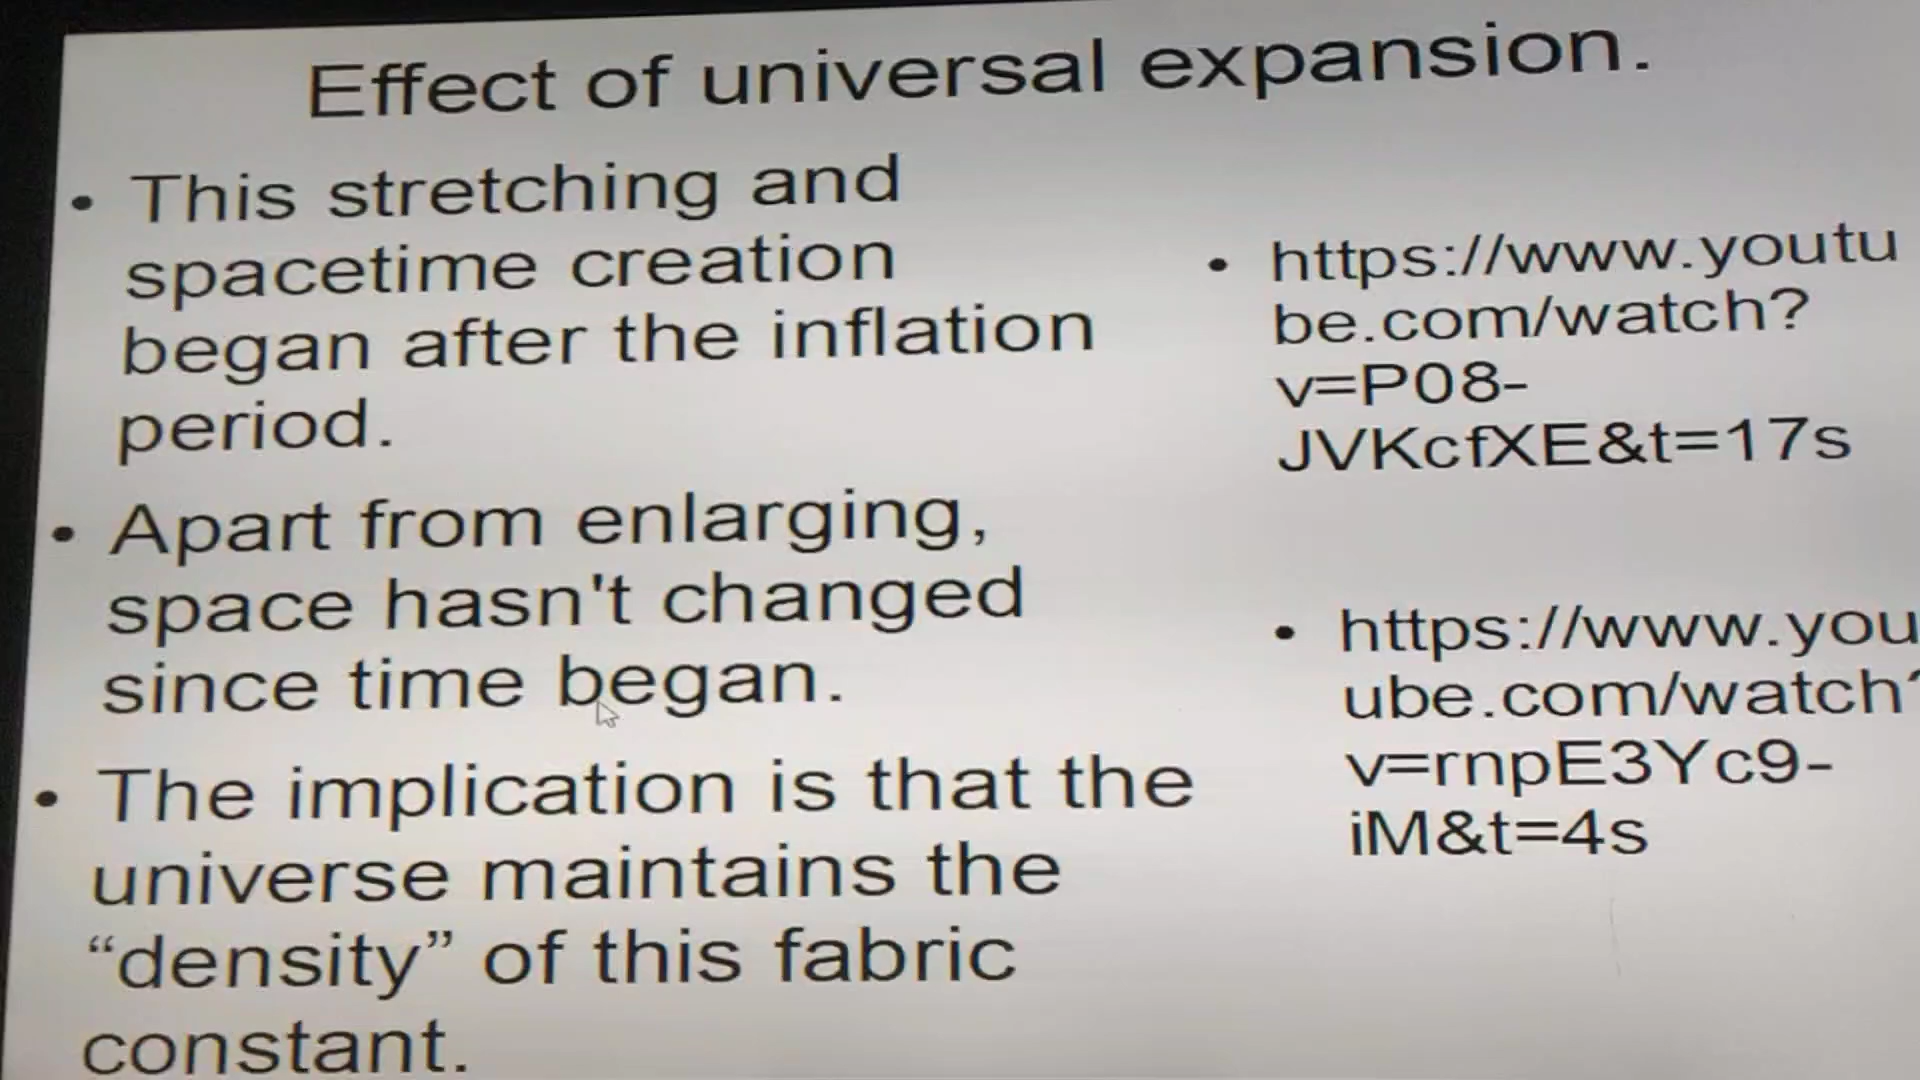 Effect of universal expansion.
• This stretching and
spacetime creation
began after the inflation
period.
• Apart from enlarging,
space hasn't changed
since time began.
• The implication is that the
universe maintains the
“density” of this fabric
constant.
• https://www.youtu
be.com/watch?
v=P08-
JVKcfXE&t=17s
• https://www.you
ube.com/watch?
v=rnpE3Yc9-
iM&t=4s